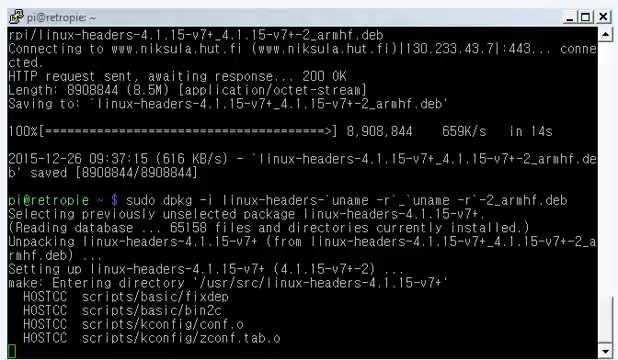 pi@retropie: ~
rpi/linux-headers-4.1.15-v7+_4.1.15-v7+-2_armhf.deb
Connecting to www.niksula.hut.fi (www.niksula.hut.fi)|130.233.43.7|:443... conne
cted.
HTTP request sent, awaiting response... 200 OK
Length: 8908844 (8.5M) [application/octet-stream]
Saving to: `linux-headers-4.1.15-v7+_4.1.15-v7+-2_armhf.deb'
100%[======================================>] 8,908,844    659K/s   in 14s
2015-12-26 09:37:15 (616 KB/s) - `linux-headers-4.1.15-v7+_4.1.15-v7+-2_armhf.de
b' saved [8908844/8908844]
pi@retropie ~ $ sudo dpkg -i linux-headers-`uname -r`_`uname -r`-2_armhf.deb
Selecting previously unselected package linux-headers-4.1.15-v7+.
(Reading database ... 65158 files and directories currently installed.)
Unpacking linux-headers-4.1.15-v7+ (from linux-headers-4.1.15-v7+_4.1.15-v7+-2_a
rmhf.deb) ...
Setting up linux-headers-4.1.15-v7+ (4.1.15-v7+-2) ...
make: Entering directory '/usr/src/linux-headers-4.1.15-v7+'
  HOSTCC  scripts/basic/fixdep
  HOSTCC  scripts/basic/bin2c
  HOSTCC  scripts/kconfig/conf.o
  HOSTCC  scripts/kconfig/zconf.tab.o